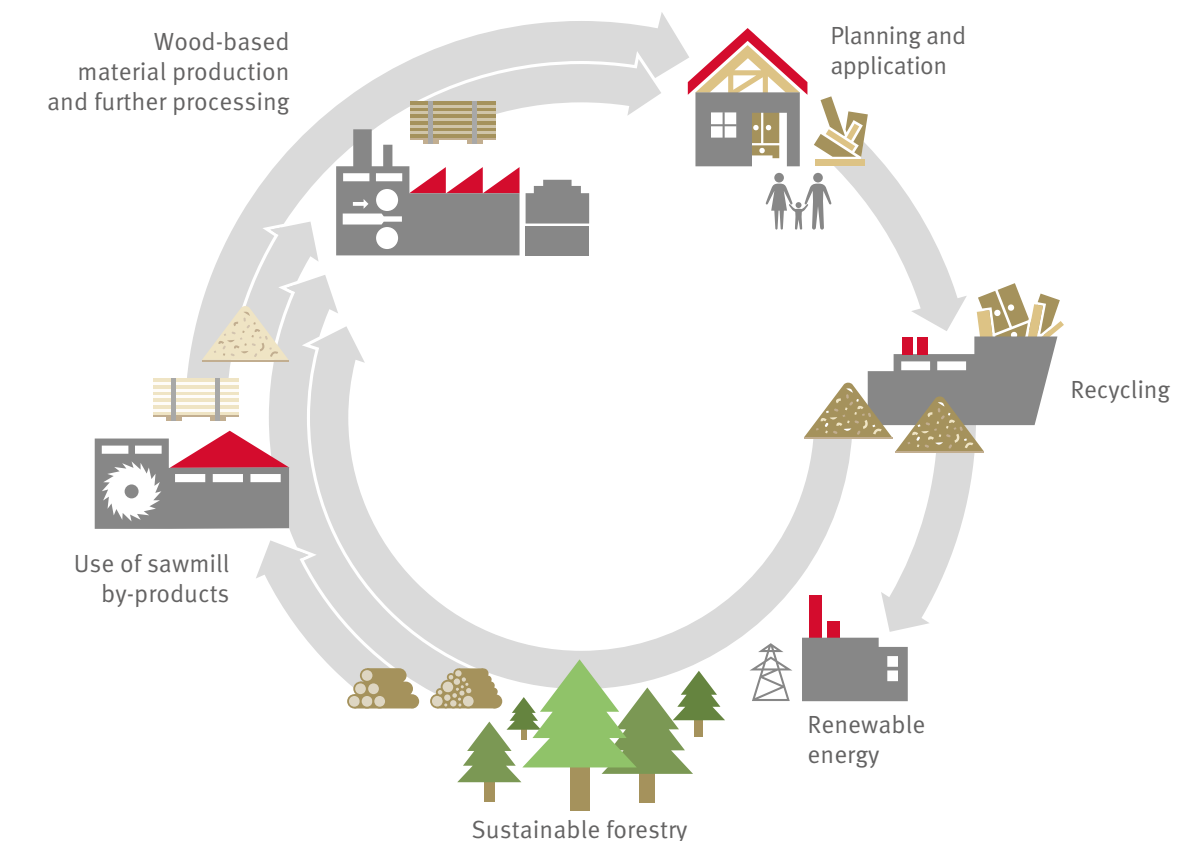 Wood-based
material production
and further processing
Planning and
application
Recycling
Use of sawmill
by-products
Renewable
energy
Sustainable forestry